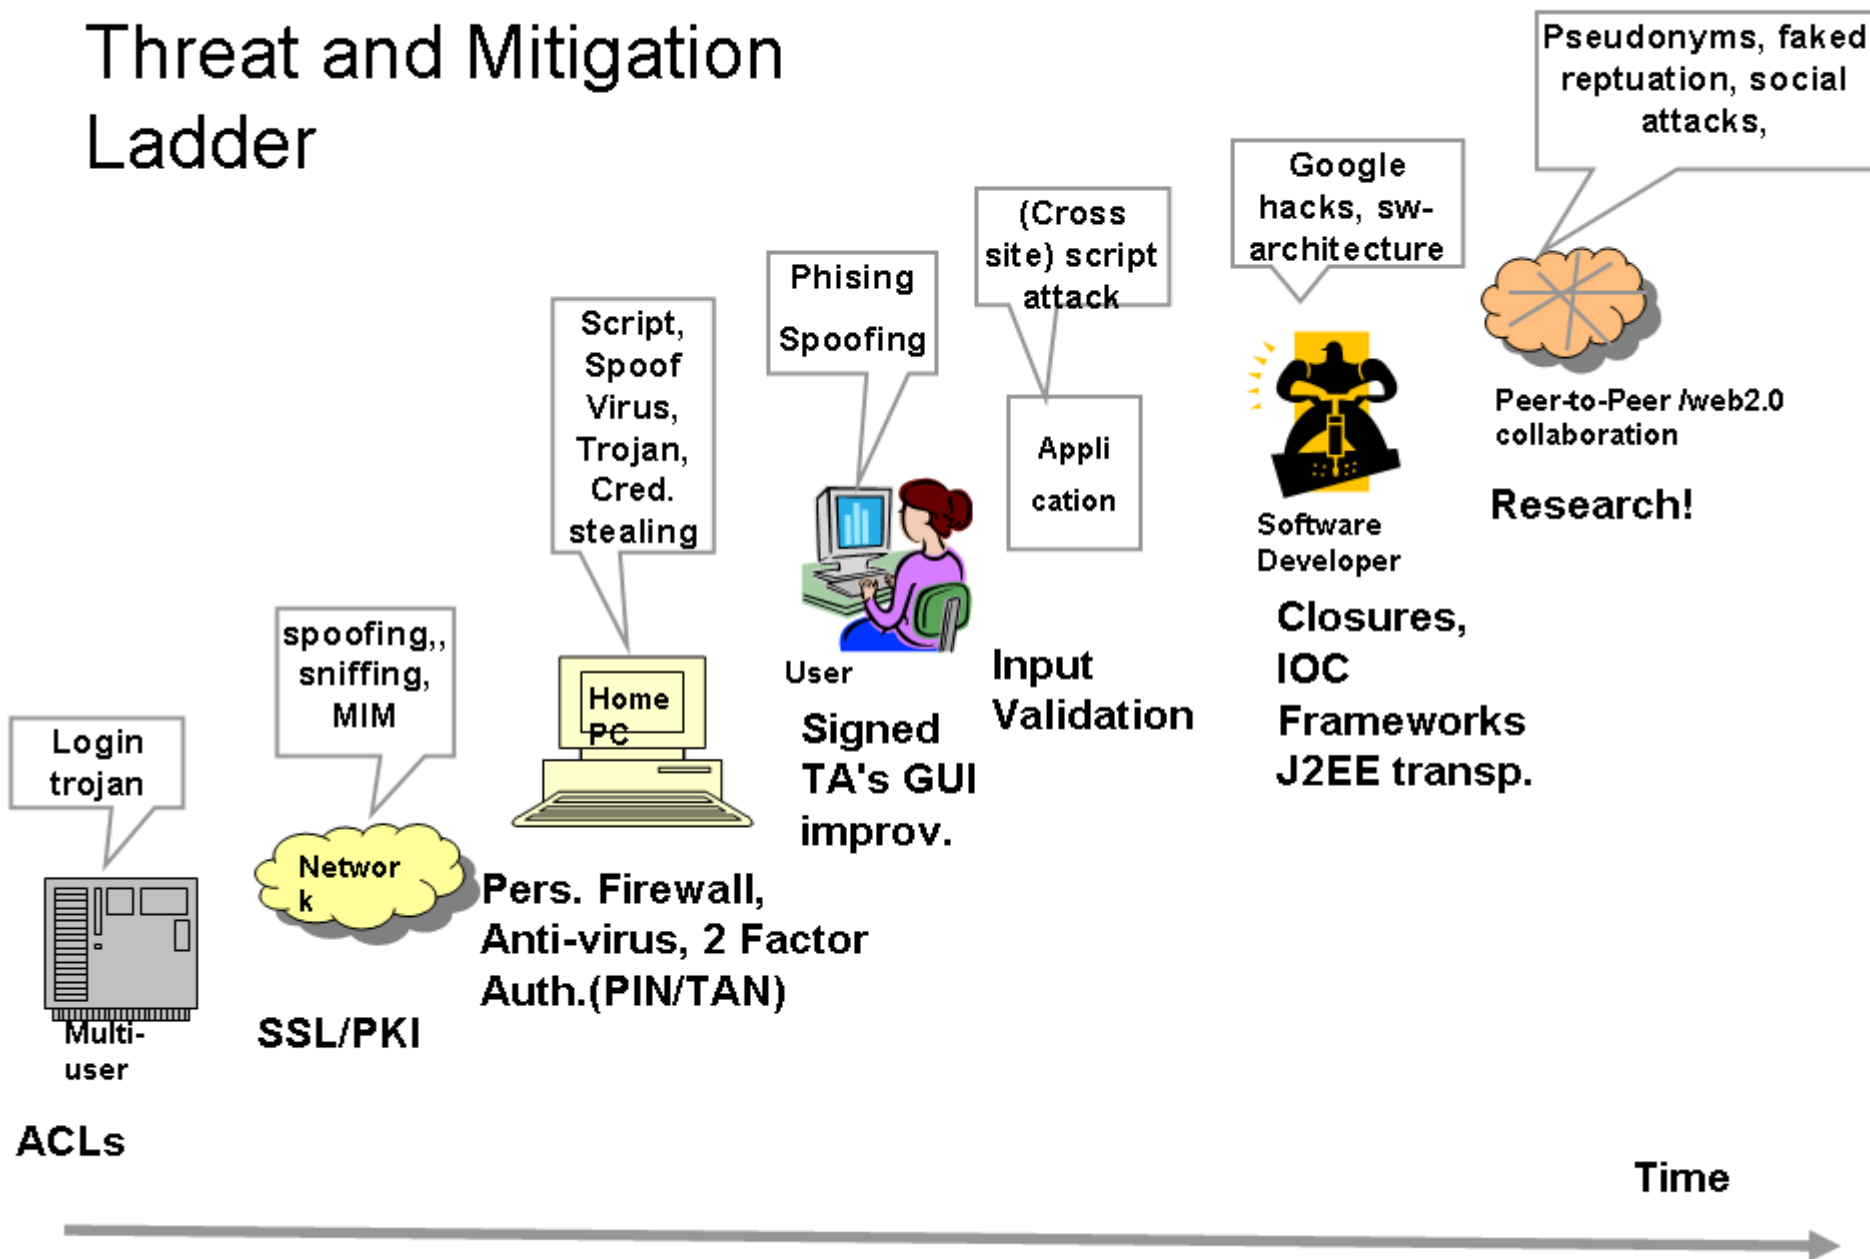 Threat and Mitigation
Ladder
Login
trojan
Multi-
user
ACLs
spoofing,,
sniffing,
MIM
Networ
k
SSL/PKI
Script,
Spoof
Virus,
Trojan,
Cred.
stealing
Home
PC
Pers. Firewall,
Anti-virus, 2 Factor
Auth.(PIN/TAN)
Phising
Spoofing
User
Signed
TA's GUI
improv.
(Cross
site) script
attack
Appli
cation
Input
Validation
Google
hacks, sw-
architecture
Software
Developer
Closures,
IOC
Frameworks
J2EE transp.
Pseudonyms, faked
reptuation, social
attacks,
Peer-to-Peer /web2.0
collaboration
Research!
Time